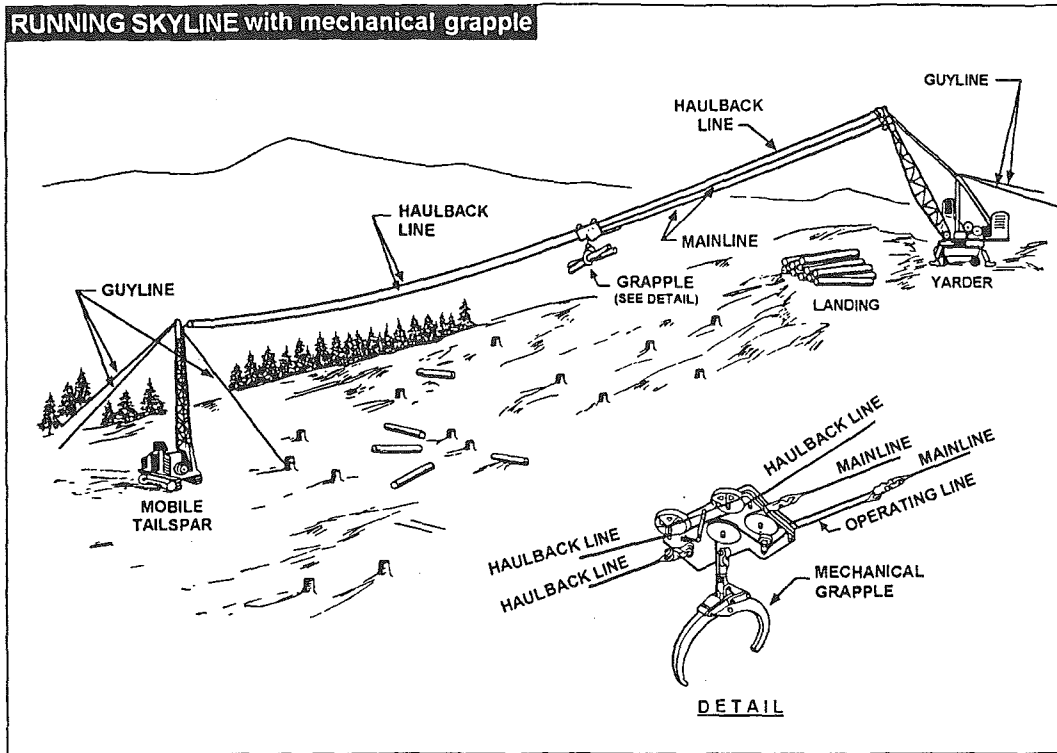 RUNNING SKYLINE with mechanical grapple
GUYLINE
HAULBACK
LINE
HAULBACK
LINE
MAINLINE
GUYLINE
GRAPPLE
(SEE DETAIL)
LANDING
YARDER
MOBILE
TAILSPAR
HAULBACK LINE
MAINLINE
MAINLINE
OPERATING LINE
HAULBACK LINE
HAULBACK LINE
MECHANICAL
GRAPPLE
DETAIL